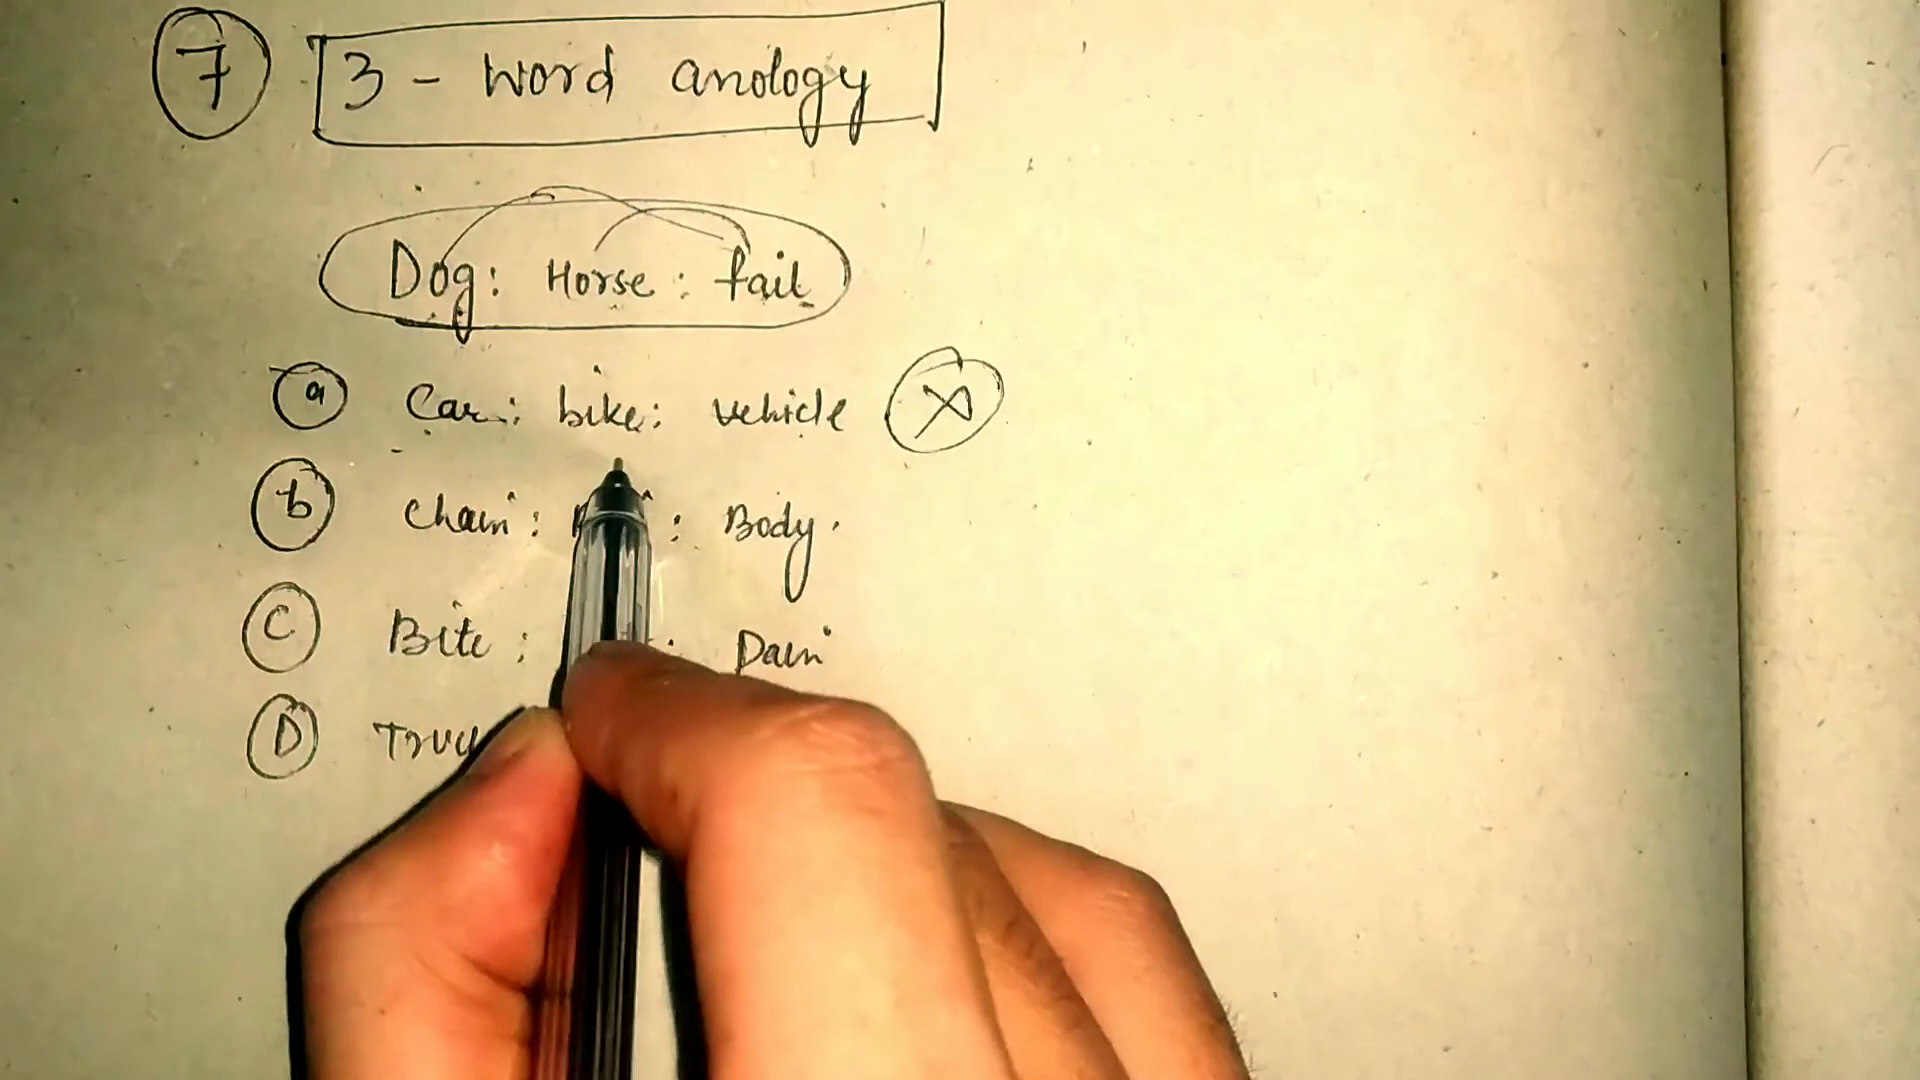 7 3 - word anology
Dog : Horse : tail
a Car : bike : vehicle
b Chain : : Body.
C Bite : : Pain
D